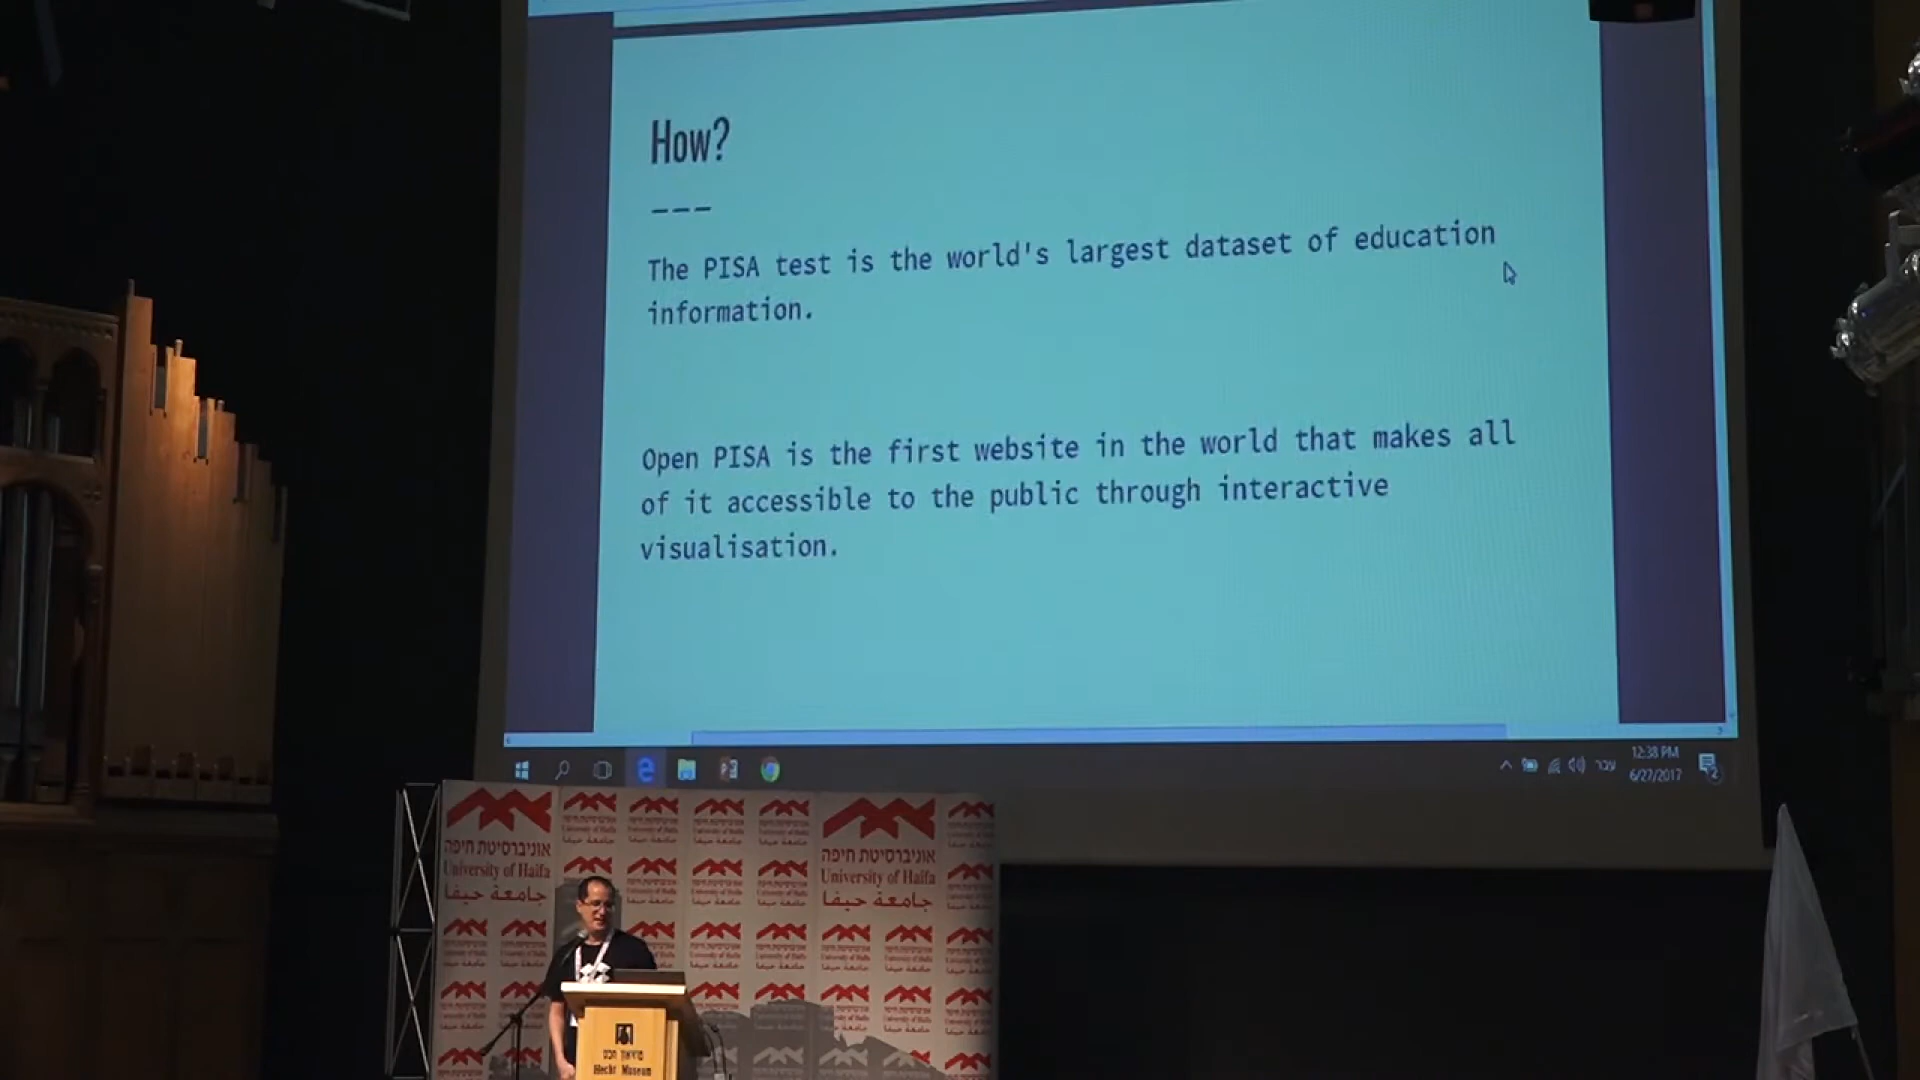 How?
---
The PISA test is the world's largest dataset of education
information.
Open PISA is the first website in the world that makes all
of it accessible to the public through interactive
visualisation.
12:38 PM
עבר
6/27/2017
2
אוניברסיטת חיפה
University of Haifa
جامعة حيفا
אוניברסיטת חיפה
University of Haifa
جامعة حيفا
Hecht Museum